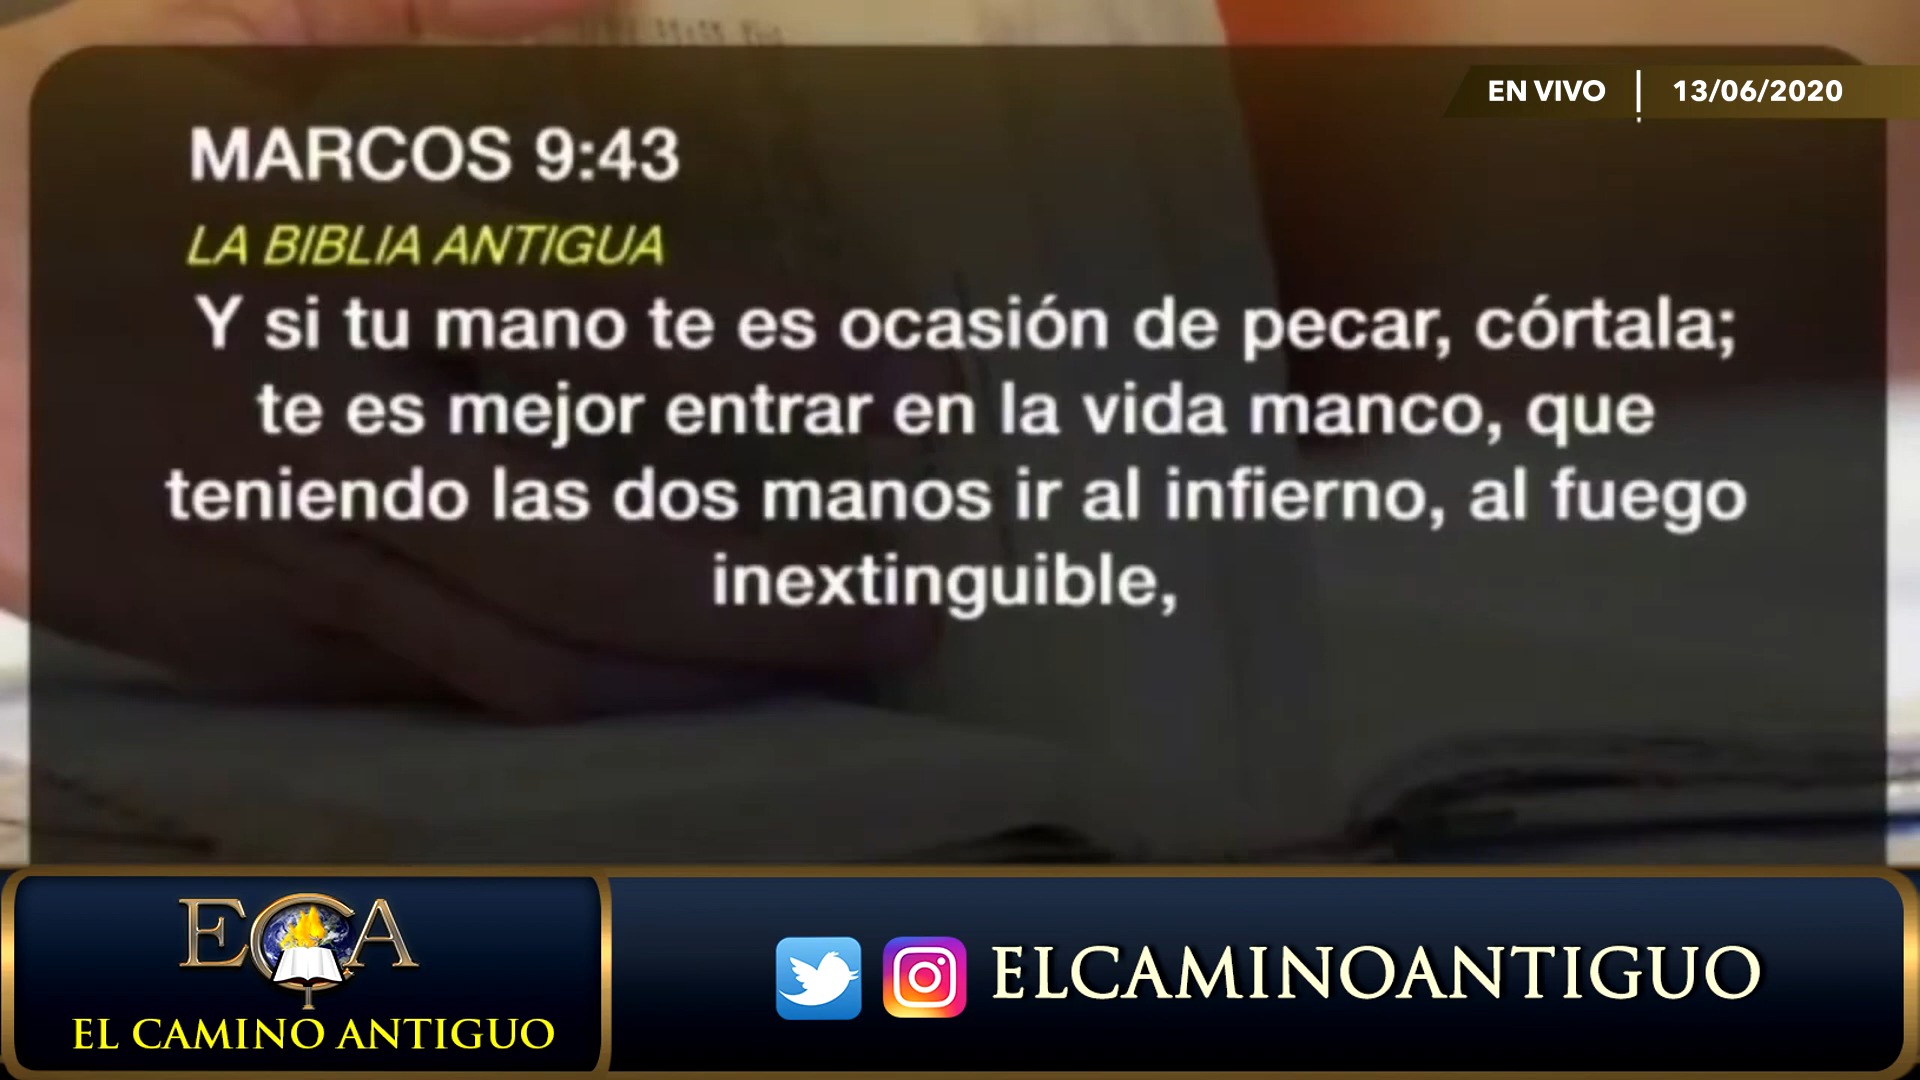 EN VIVO | 13/06/2020
MARCOS 9:43
LA BIBLIA ANTIGUA
Y si tu mano te es ocasión de pecar, córtala;
te es mejor entrar en la vida manco, que
teniendo las dos manos ir al infierno, al fuego
inextinguible,
ECA
EL CAMINO ANTIGUO
ELCAMINOANTIGUO